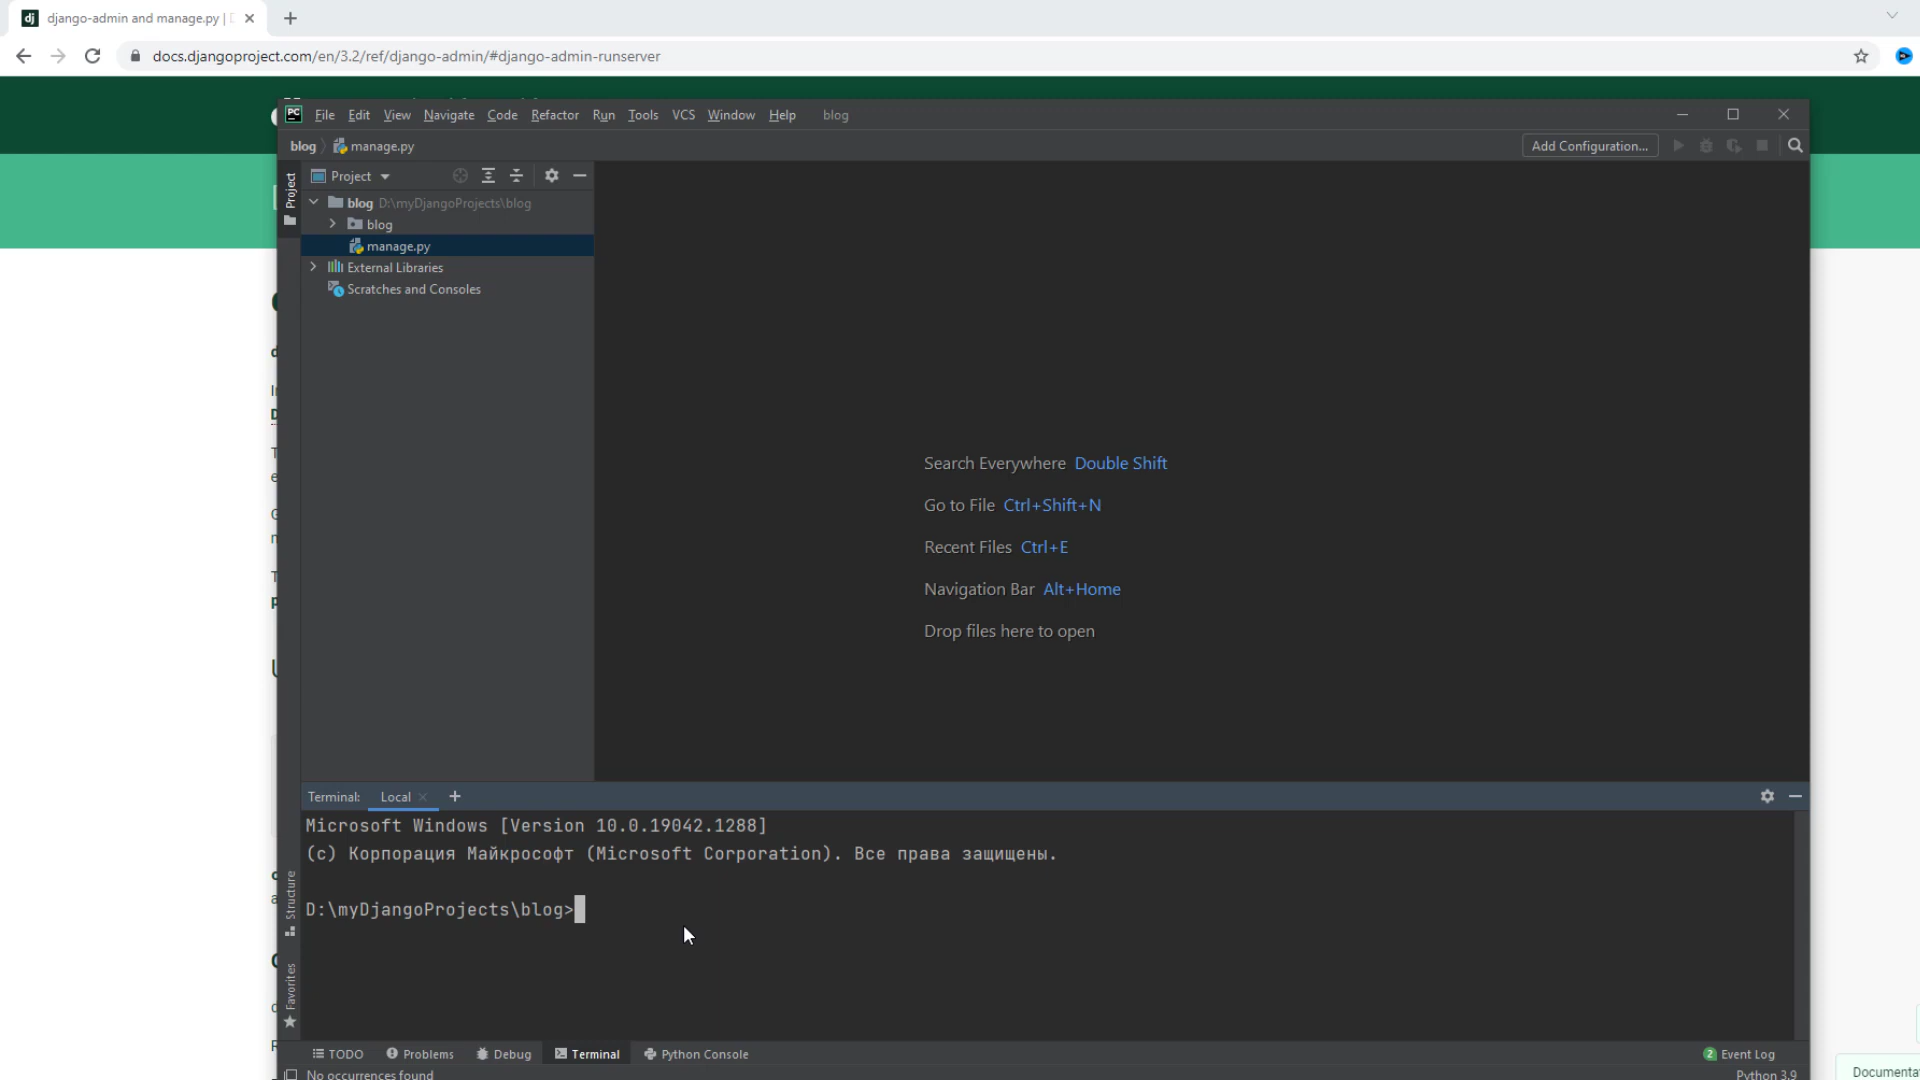 django-admin and manage.py |
docs.djangoproject.com/en/3.2/ref/django-admin/#django-admin-runserver
File Edit View Navigate Code Refactor Run Tools VCS Window Help blog
blog manage.py
Add Configuration...
Project
Project
blog D:\myDjangoProjects\blog
blog
manage.py
External Libraries
Scratches and Consoles
Search Everywhere Double Shift
Go to File Ctrl+Shift+N
Recent Files Ctrl+E
Navigation Bar Alt+Home
Drop files here to open
Terminal: Local
Microsoft Windows [Version 10.0.19042.1288]
(c) Корпорация Майкрософт (Microsoft Corporation). Все права защищены.
D:\myDjangoProjects\blog>
Structure
Favorites
TODO Problems Debug Terminal Python Console
2 Event Log
No occurrences found
Python 3.9